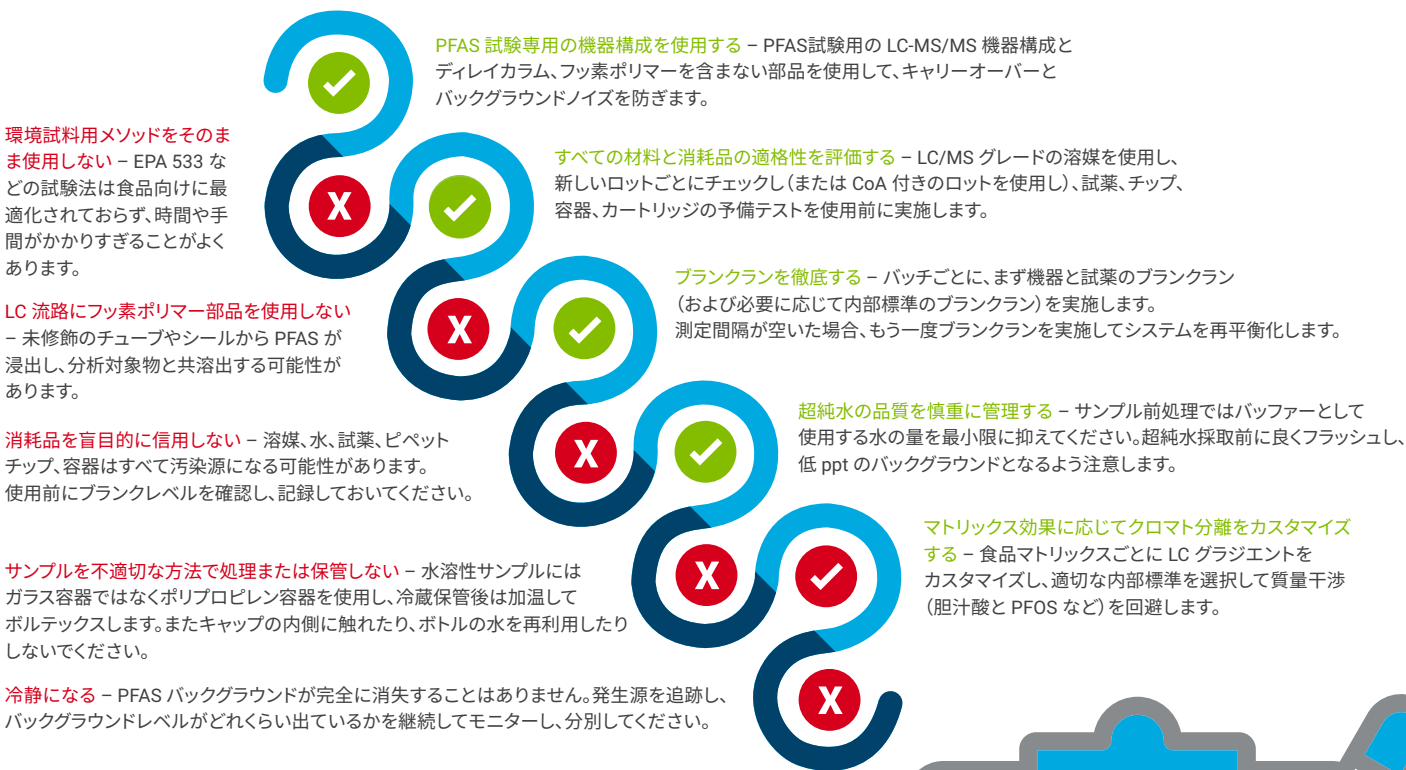 PFAS 試験専用の機器構成を使用する – PFAS試験用の LC-MS/MS 機器構成と
ディレイカラム、フッ素ポリマーを含まない部品を使用して、キャリーオーバーと
バックグラウンドノイズを防ぎます。
環境試料用メソッドをそのま
ま使用しない – EPA 533 な
どの試験法は食品向けに最
適化されておらず、時間や手
間がかかりすぎることがよく
あります。
すべての材料と消耗品の適格性を評価する – LC/MS グレードの溶媒を使用し、
新しいロットごとにチェックし（または CoA 付きのロットを使用し）、試薬、チップ、
容器、カートリッジの予備テストを使用前に実施します。
LC 流路にフッ素ポリマー部品を使用しない
– 未修飾のチューブやシールから PFAS が
浸出し、分析対象物と共溶出する可能性が
あります。
ブランクランを徹底する – バッチごとに、まず機器と試薬のブランクラン
（および必要に応じて内部標準のブランクラン）を実施します。
測定間隔が空いた場合、もう一度ブランクランを実施してシステムを再平衡化します。
消耗品を盲目的に信用しない – 溶媒、水、試薬、ピペット
チップ、容器はすべて汚染源になる可能性があります。
使用前にブランクレベルを確認し、記録しておいてください。
超純水の品質を慎重に管理する – サンプル前処理ではバッファーとして
使用する水の量を最小限に抑えてください。超純水採取前に良くフラッシュし、
低 ppt のバックグラウンドとなるよう注意します。
サンプルを不適切な方法で処理または保管しない – 水溶性サンプルには
ガラス容器ではなくポリプロピレン容器を使用し、冷蔵保管後は加温して
ボルテックスします。またキャップの内側に触れたり、ボトルの水を再利用したり
しないでください。
マトリックス効果に応じてクロマト分離をカスタマイズ
する – 食品マトリックスごとに LC グラジエントを
カスタマイズし、適切な内部標準を選択して質量干渉
（胆汁酸と PFOS など）を回避します。
冷静になる – PFAS バックグラウンドが完全に消失することはありません。発生源を追跡し、
バックグラウンドレベルがどれくらい出ているかを継続してモニターし、分別してください。